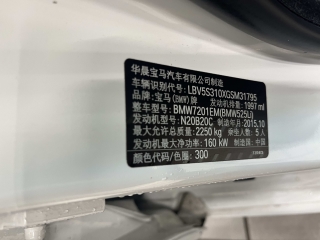 华晨宝马汽车有限公司制造
车辆识别代号: LBV5S310XGSM31795
品牌: 宝马(BMW)牌 发动机排量: 1997 ml
整车型号: BMW7201EM(BMW525Li)
发动机型号: N20B20C 制造年月: 2015.10
最大允许总质量: 2250 kg 乘坐人数: 5 人
发动机最大净功率: 160 kW 中国制造
颜色代码/色圈: 300